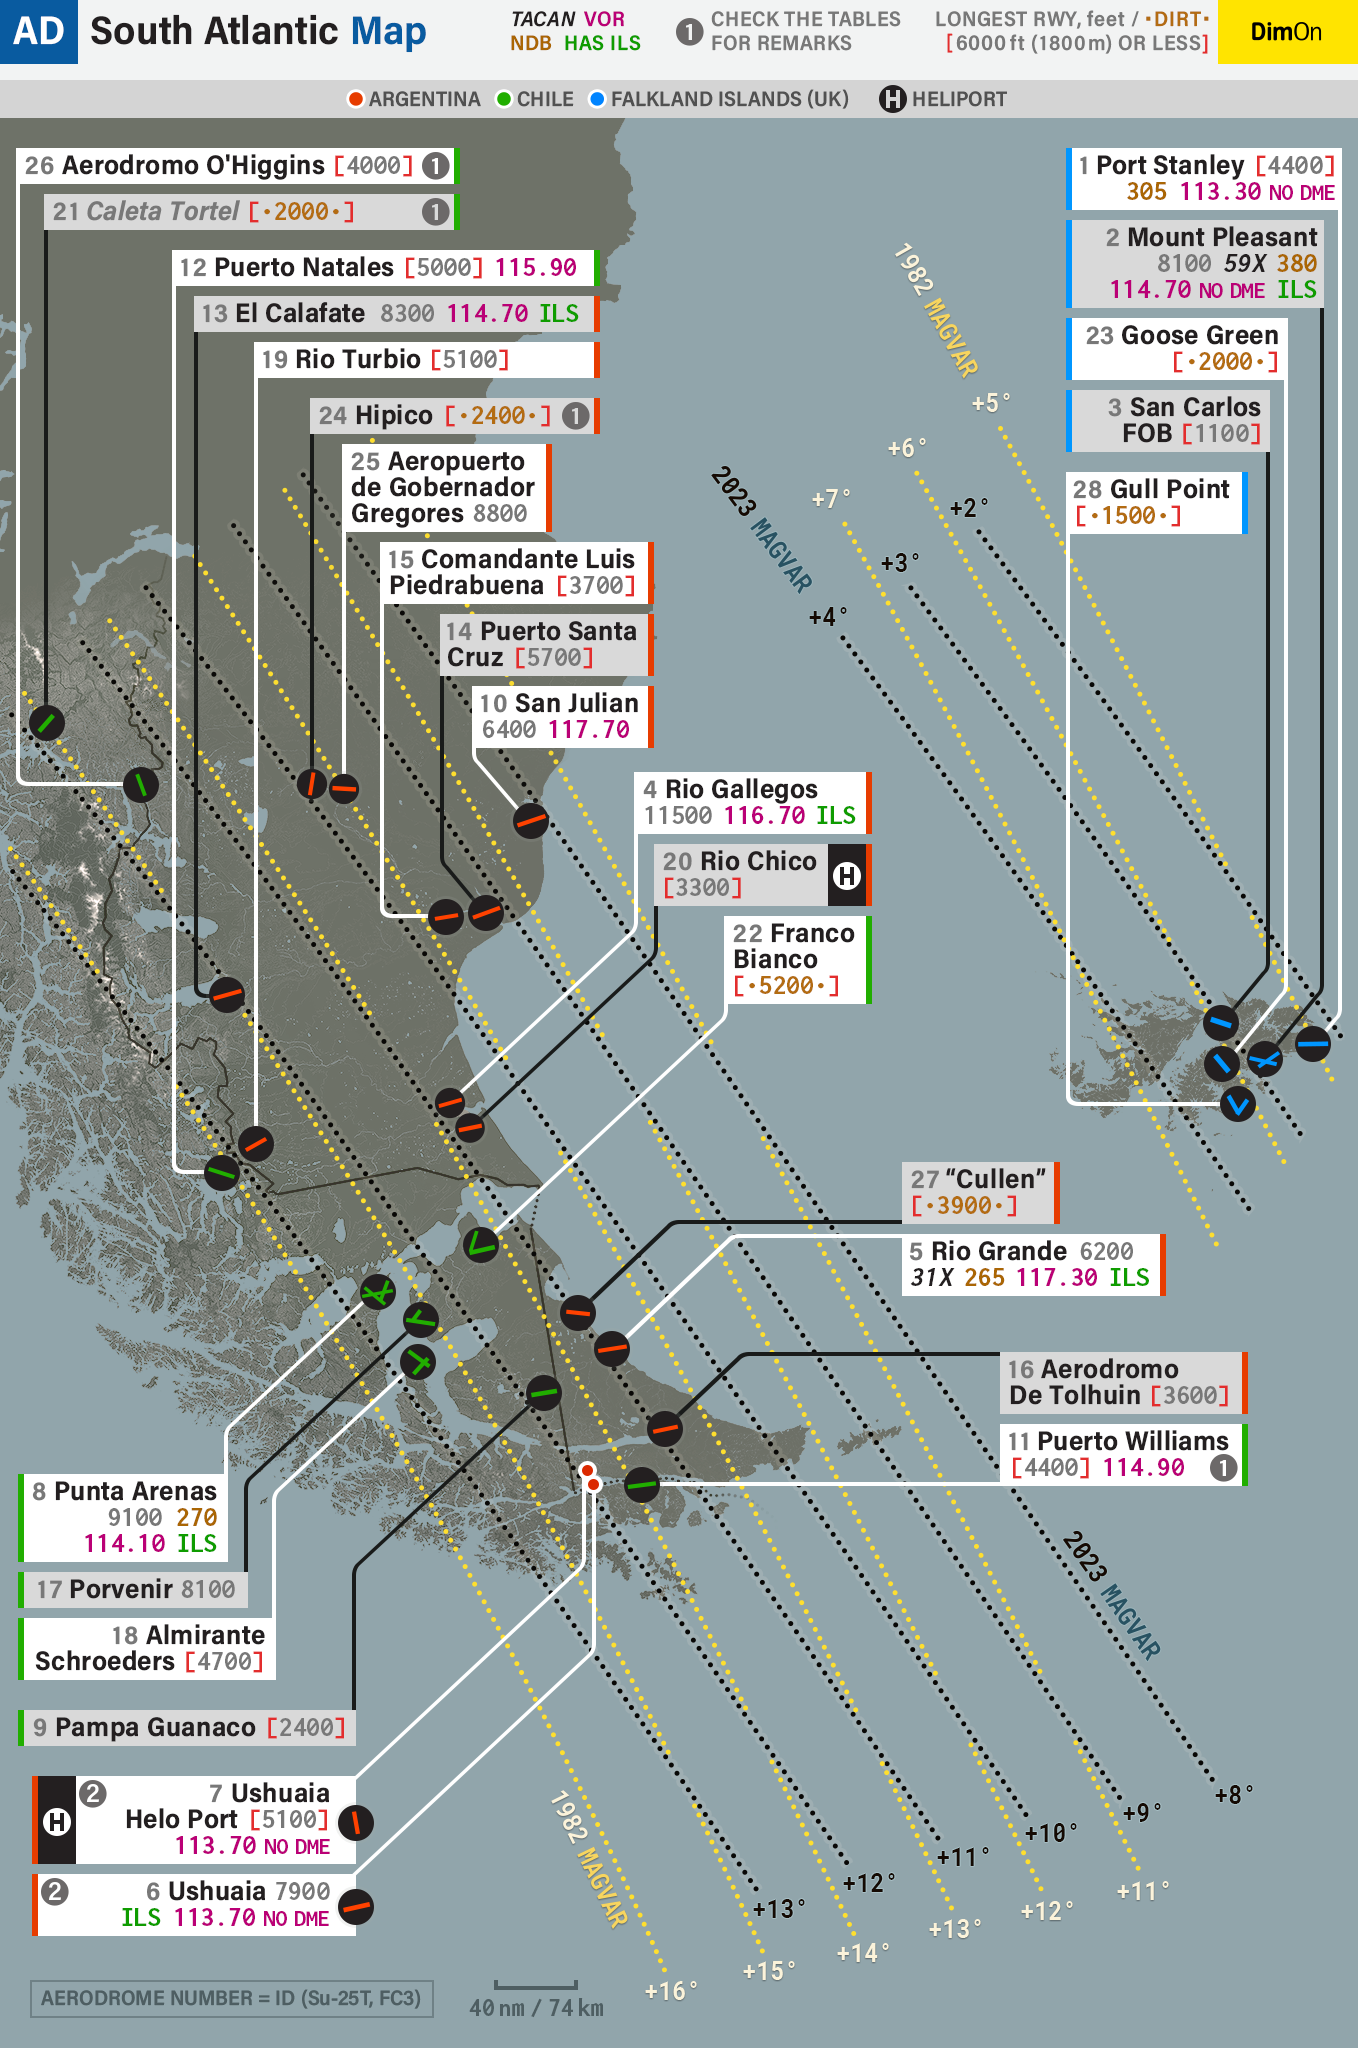 AD South Atlantic Map
TACAN VOR
NDB HAS ILS
1 CHECK THE TABLES
FOR REMARKS
LONGEST RWY, feet / ·DIRT·
[6000 ft (1800 m) OR LESS]
DimOn
ARGENTINA CHILE FALKLAND ISLANDS (UK) H HELIPORT
26 Aerodromo O'Higgins [4000] 1
21 Caleta Tortel [·2000·] 1
12 Puerto Natales [5000] 115.90
13 El Calafate 8300 114.70 ILS
19 Rio Turbio [5100]
24 Hipico [·2400·] 1
25 Aeropuerto
de Gobernador
Gregores 8800
15 Comandante Luis
Piedrabuena [3700]
14 Puerto Santa
Cruz [5700]
10 San Julian
6400 117.70
4 Rio Gallegos
11500 116.70 ILS
20 Rio Chico
[3300]
H
22 Franco
Bianco
[·5200·]
1 Port Stanley [4400]
305 113.30 NO DME
2 Mount Pleasant
8100 59X 380
114.70 NO DME ILS
23 Goose Green
[·2000·]
3 San Carlos
FOB [1100]
28 Gull Point
[·1500·]
1982 MAGVAR
+5°
+6°
+7°
2023 MAGVAR
+2°
+3°
+4°
27 "Cullen"
[·3900·]
5 Rio Grande 6200
31X 265 117.30 ILS
16 Aerodromo
De Tolhuin [3600]
11 Puerto Williams
[4400] 114.90 1
8 Punta Arenas
9100 270
114.10 ILS
17 Porvenir 8100
18 Almirante
Schroeders [4700]
9 Pampa Guanaco [2400]
H 2 7 Ushuaia
Helo Port [5100]
113.70 NO DME
2 6 Ushuaia 7900
ILS 113.70 NO DME
2023 MAGVAR
+8°
+9°
+10°
+11°
+12°
+13°
1982 MAGVAR
+11°
+12°
+13°
+14°
+15°
+16°
AERODROME NUMBER = ID (Su-25T, FC3)
40 nm / 74 km